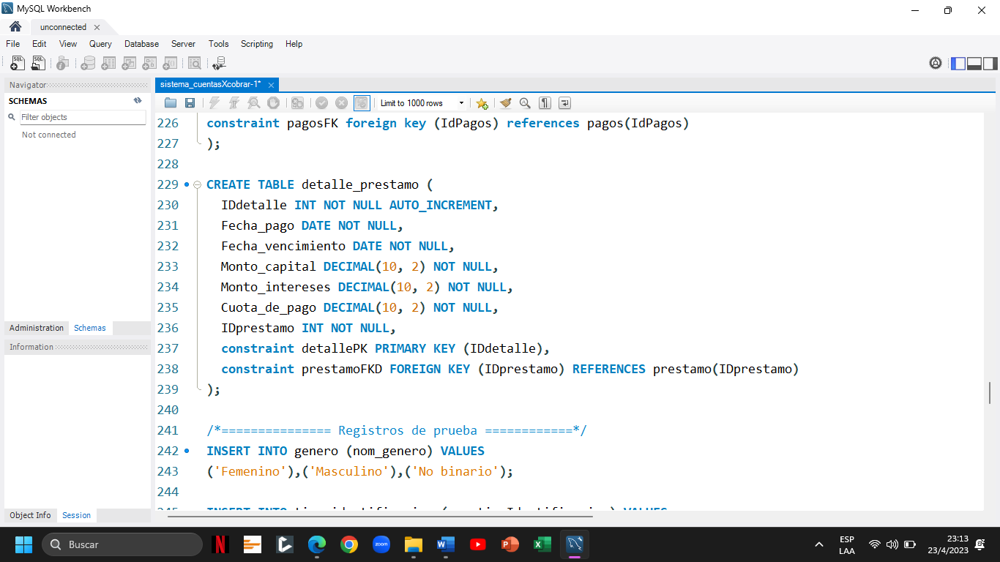 MySQL Workbench
unconnected
File Edit View Query Database Server Tools Scripting Help
Navigator
SCHEMAS
Filter objects
Not connected
Administration Schemas
Information
Object Info Session
sistema_cuentasXcobrar-1*
Limit to 1000 rows
226 constraint pagosFK foreign key (IdPagos) references pagos(IdPagos)
227 );
228
229 CREATE TABLE detalle_prestamo (
230 IDdetalle INT NOT NULL AUTO_INCREMENT,
231 Fecha_pago DATE NOT NULL,
232 Fecha_vencimiento DATE NOT NULL,
233 Monto_capital DECIMAL(10, 2) NOT NULL,
234 Monto_intereses DECIMAL(10, 2) NOT NULL,
235 Cuota_de_pago DECIMAL(10, 2) NOT NULL,
236 IDprestamo INT NOT NULL,
237 constraint detallePK PRIMARY KEY (IDdetalle),
238 constraint prestamoFKD FOREIGN KEY (IDprestamo) REFERENCES prestamo(IDprestamo)
239 );
240
241 /*=============== Registros de prueba ============*/
242 INSERT INTO genero (nom_genero) VALUES
243 ('Femenino'),('Masculino'),('No binario');
244
Buscar
zoom
ESP
LAA
23:13
23/4/2023